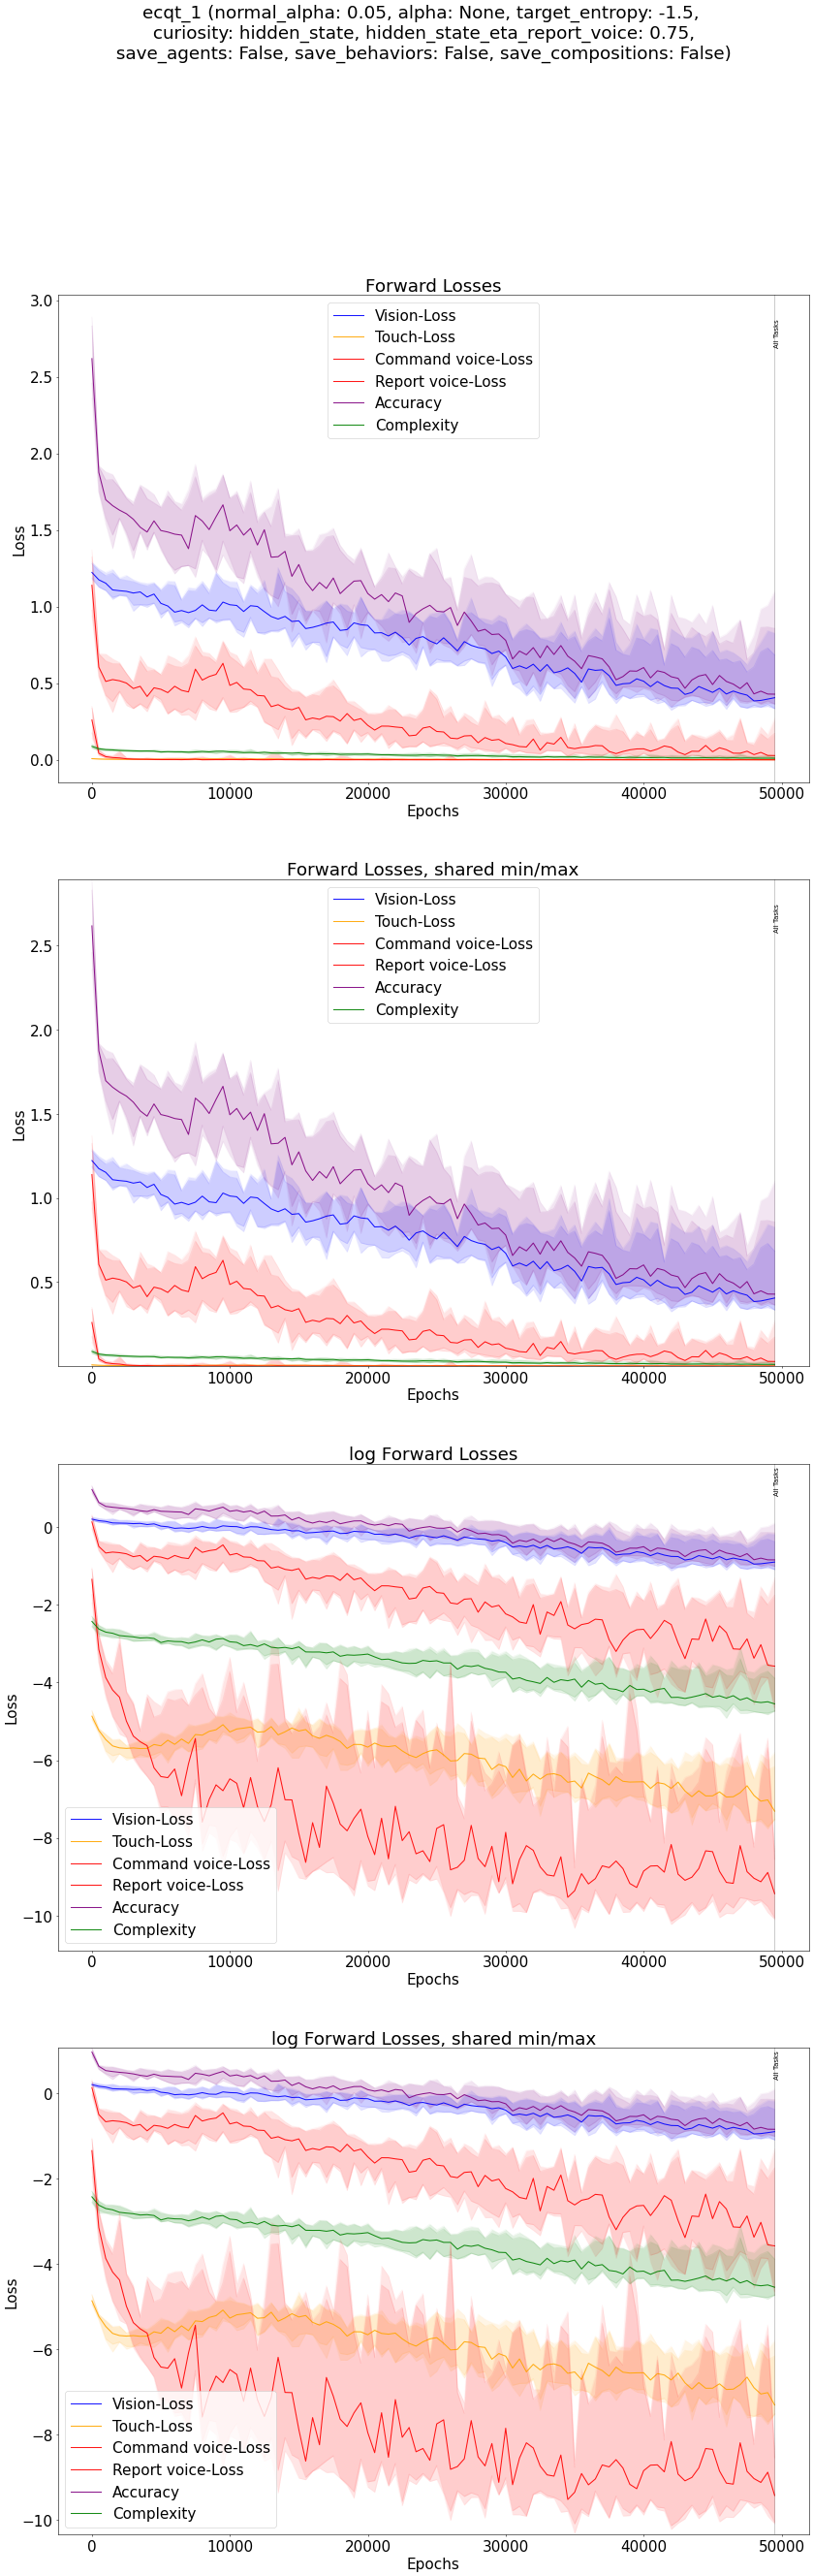 ecqt_1 (normal_alpha: 0.05, alpha: None, target_entropy: -1.5,
curiosity: hidden_state, hidden_state_eta_report_voice: 0.75,
save_agents: False, save_behaviors: False, save_compositions: False)
Forward Losses
3.0
2.5
2.0
1.5
1.0
0.5
0.0
Loss
Vision-Loss
Touch-Loss
Command voice-Loss
Report voice-Loss
Accuracy
Complexity
All Tasks
0 10000 20000 30000 40000 50000
Epochs
Forward Losses, shared min/max
2.5
2.0
1.5
1.0
0.5
Loss
Vision-Loss
Touch-Loss
Command voice-Loss
Report voice-Loss
Accuracy
Complexity
All Tasks
0 10000 20000 30000 40000 50000
Epochs
log Forward Losses
0
−2
−4
−6
−8
−10
Loss
All Tasks
Vision-Loss
Touch-Loss
Command voice-Loss
Report voice-Loss
Accuracy
Complexity
0 10000 20000 30000 40000 50000
Epochs
log Forward Losses, shared min/max
0
−2
−4
−6
−8
−10
Loss
All Tasks
Vision-Loss
Touch-Loss
Command voice-Loss
Report voice-Loss
Accuracy
Complexity
0 10000 20000 30000 40000 50000
Epochs